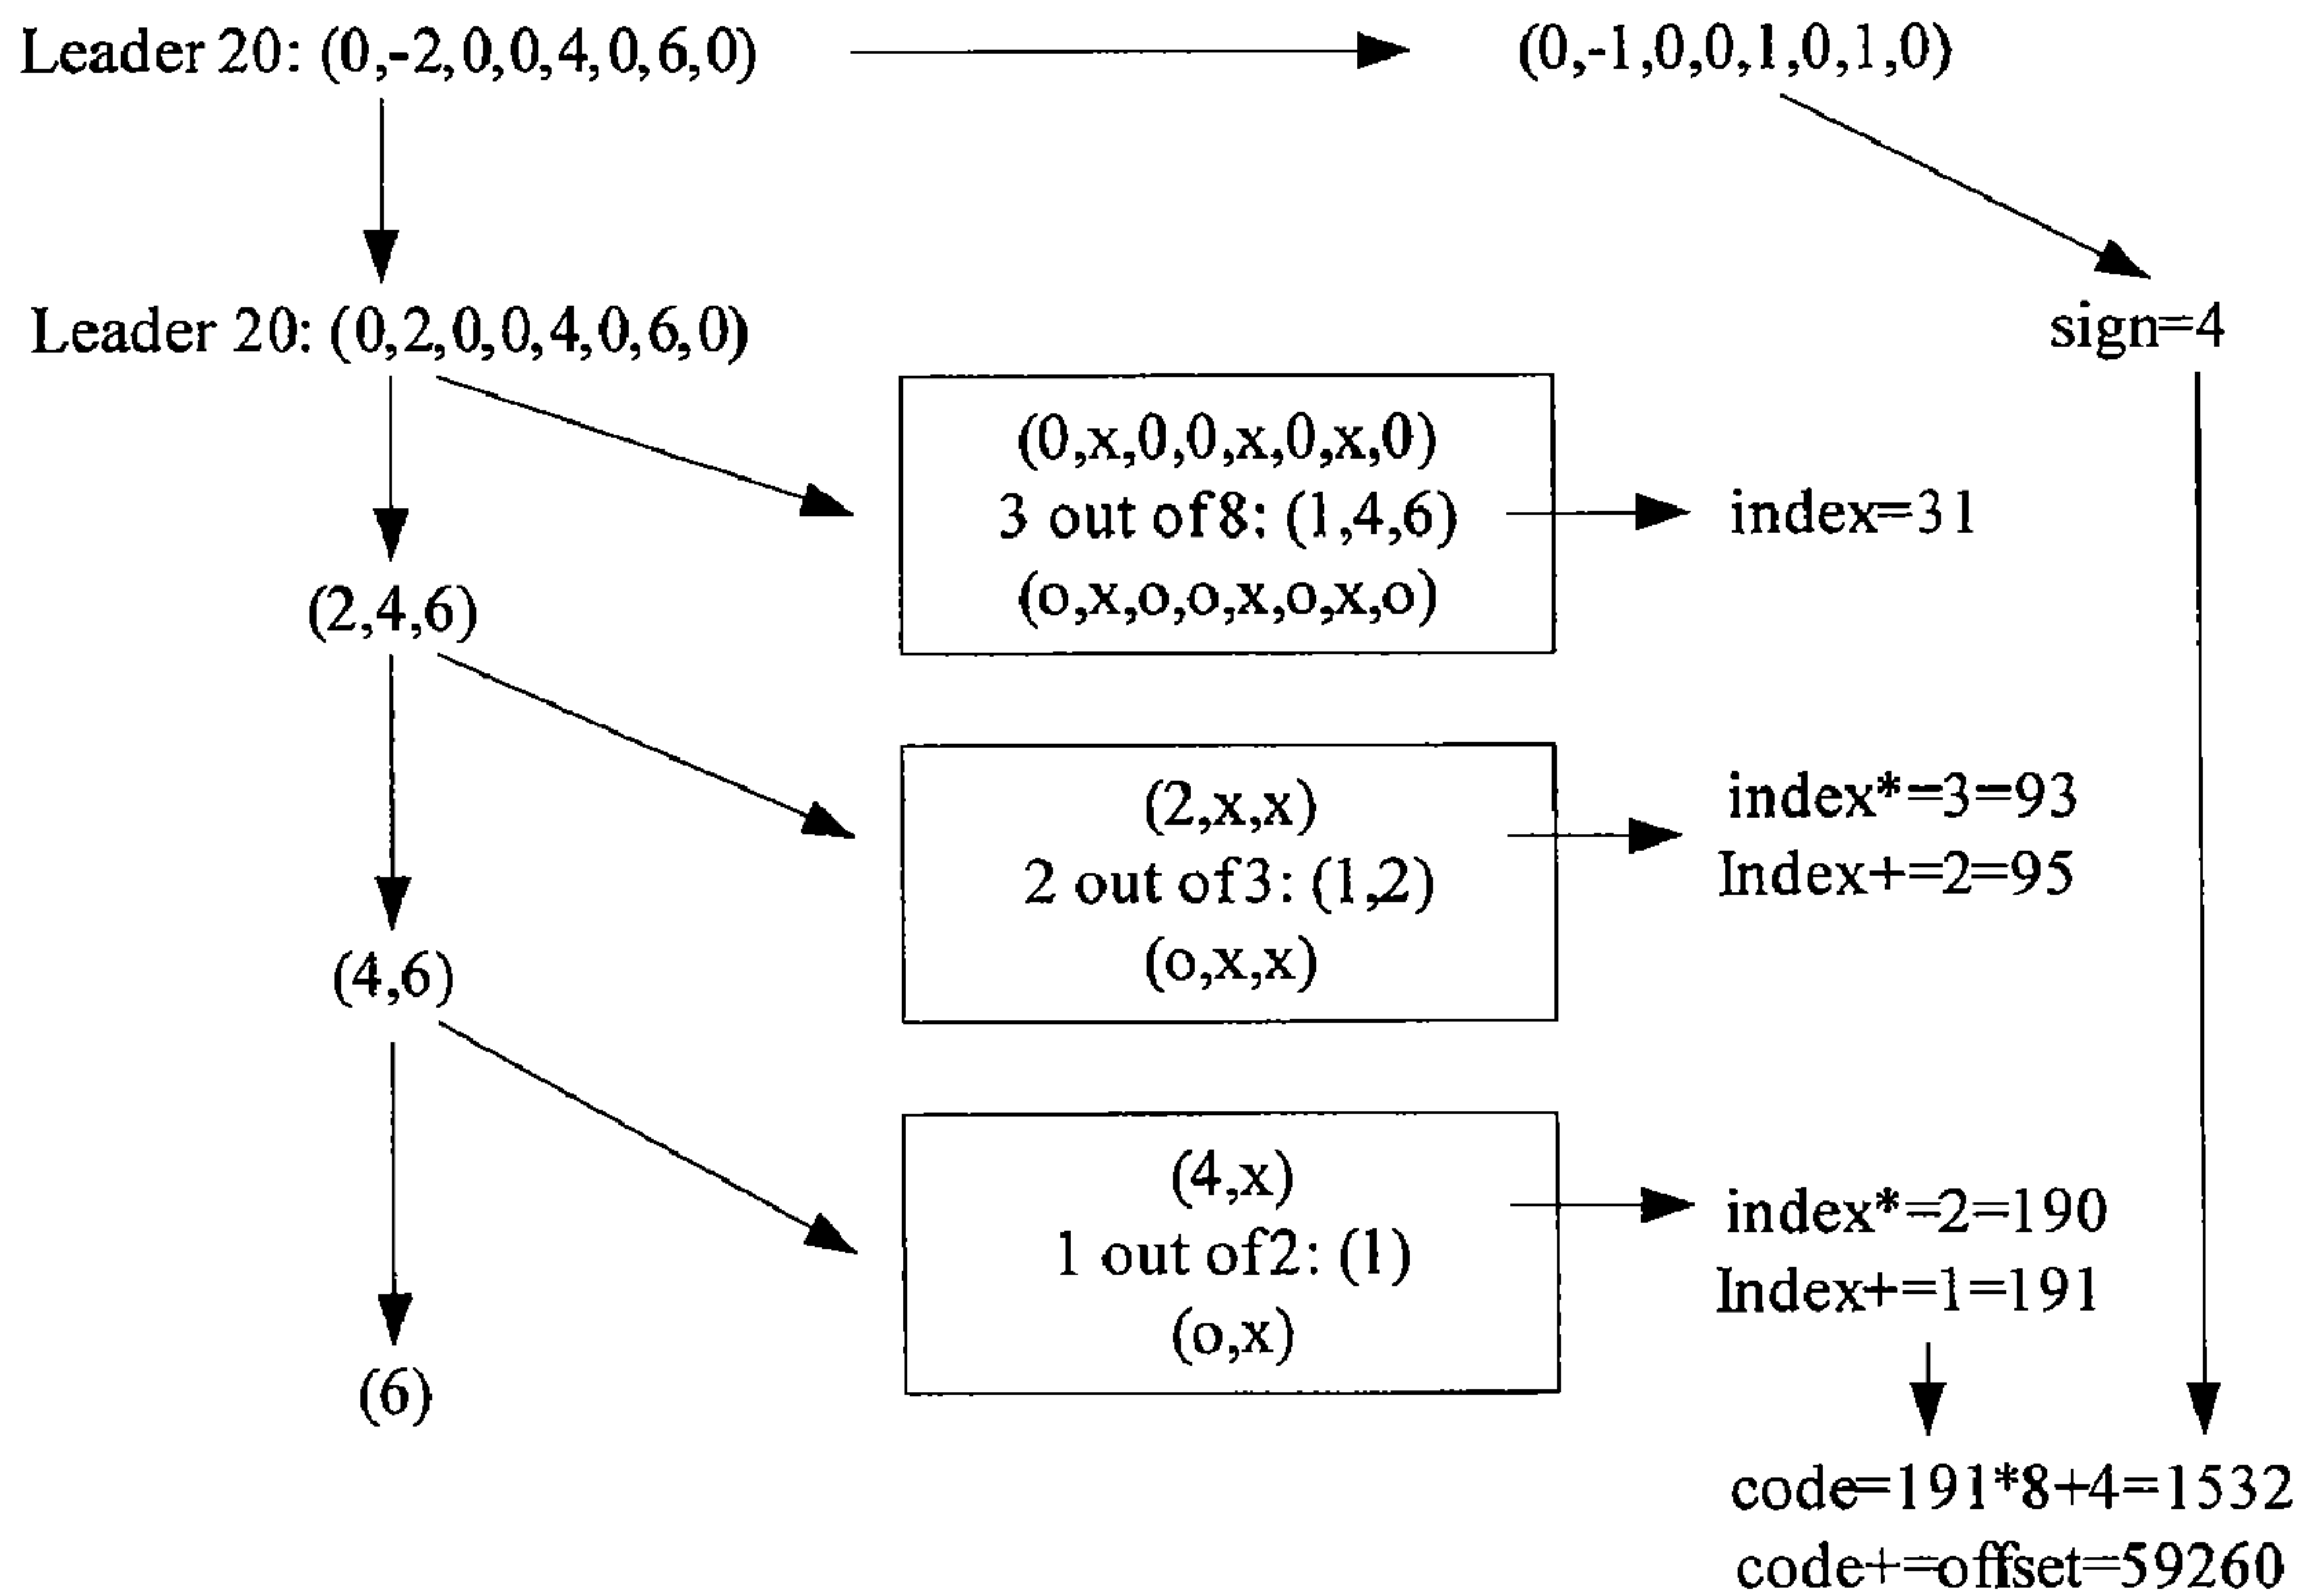 Leader 20: (0,-2,0,0,4,0,6,0)
(0,-1,0,0,1,0,1,0)
Leader 20: (0,2,0,0,4,0,6,0)
sign=4
(0,x,0,0,x,0,x,0)
3 out of 8: (1,4,6)
(o,x,o,o,x,o,x,o)
index=31
(2,4,6)
(2,x,x)
2 out of 3: (1,2)
(o,x,x)
index*=3=93
Index+=2=95
(4,6)
(4,x)
1 out of 2: (1)
(o,x)
index*=2=190
Index+=1=191
(6)
code=191*8+4=1532
code+=offset=59260